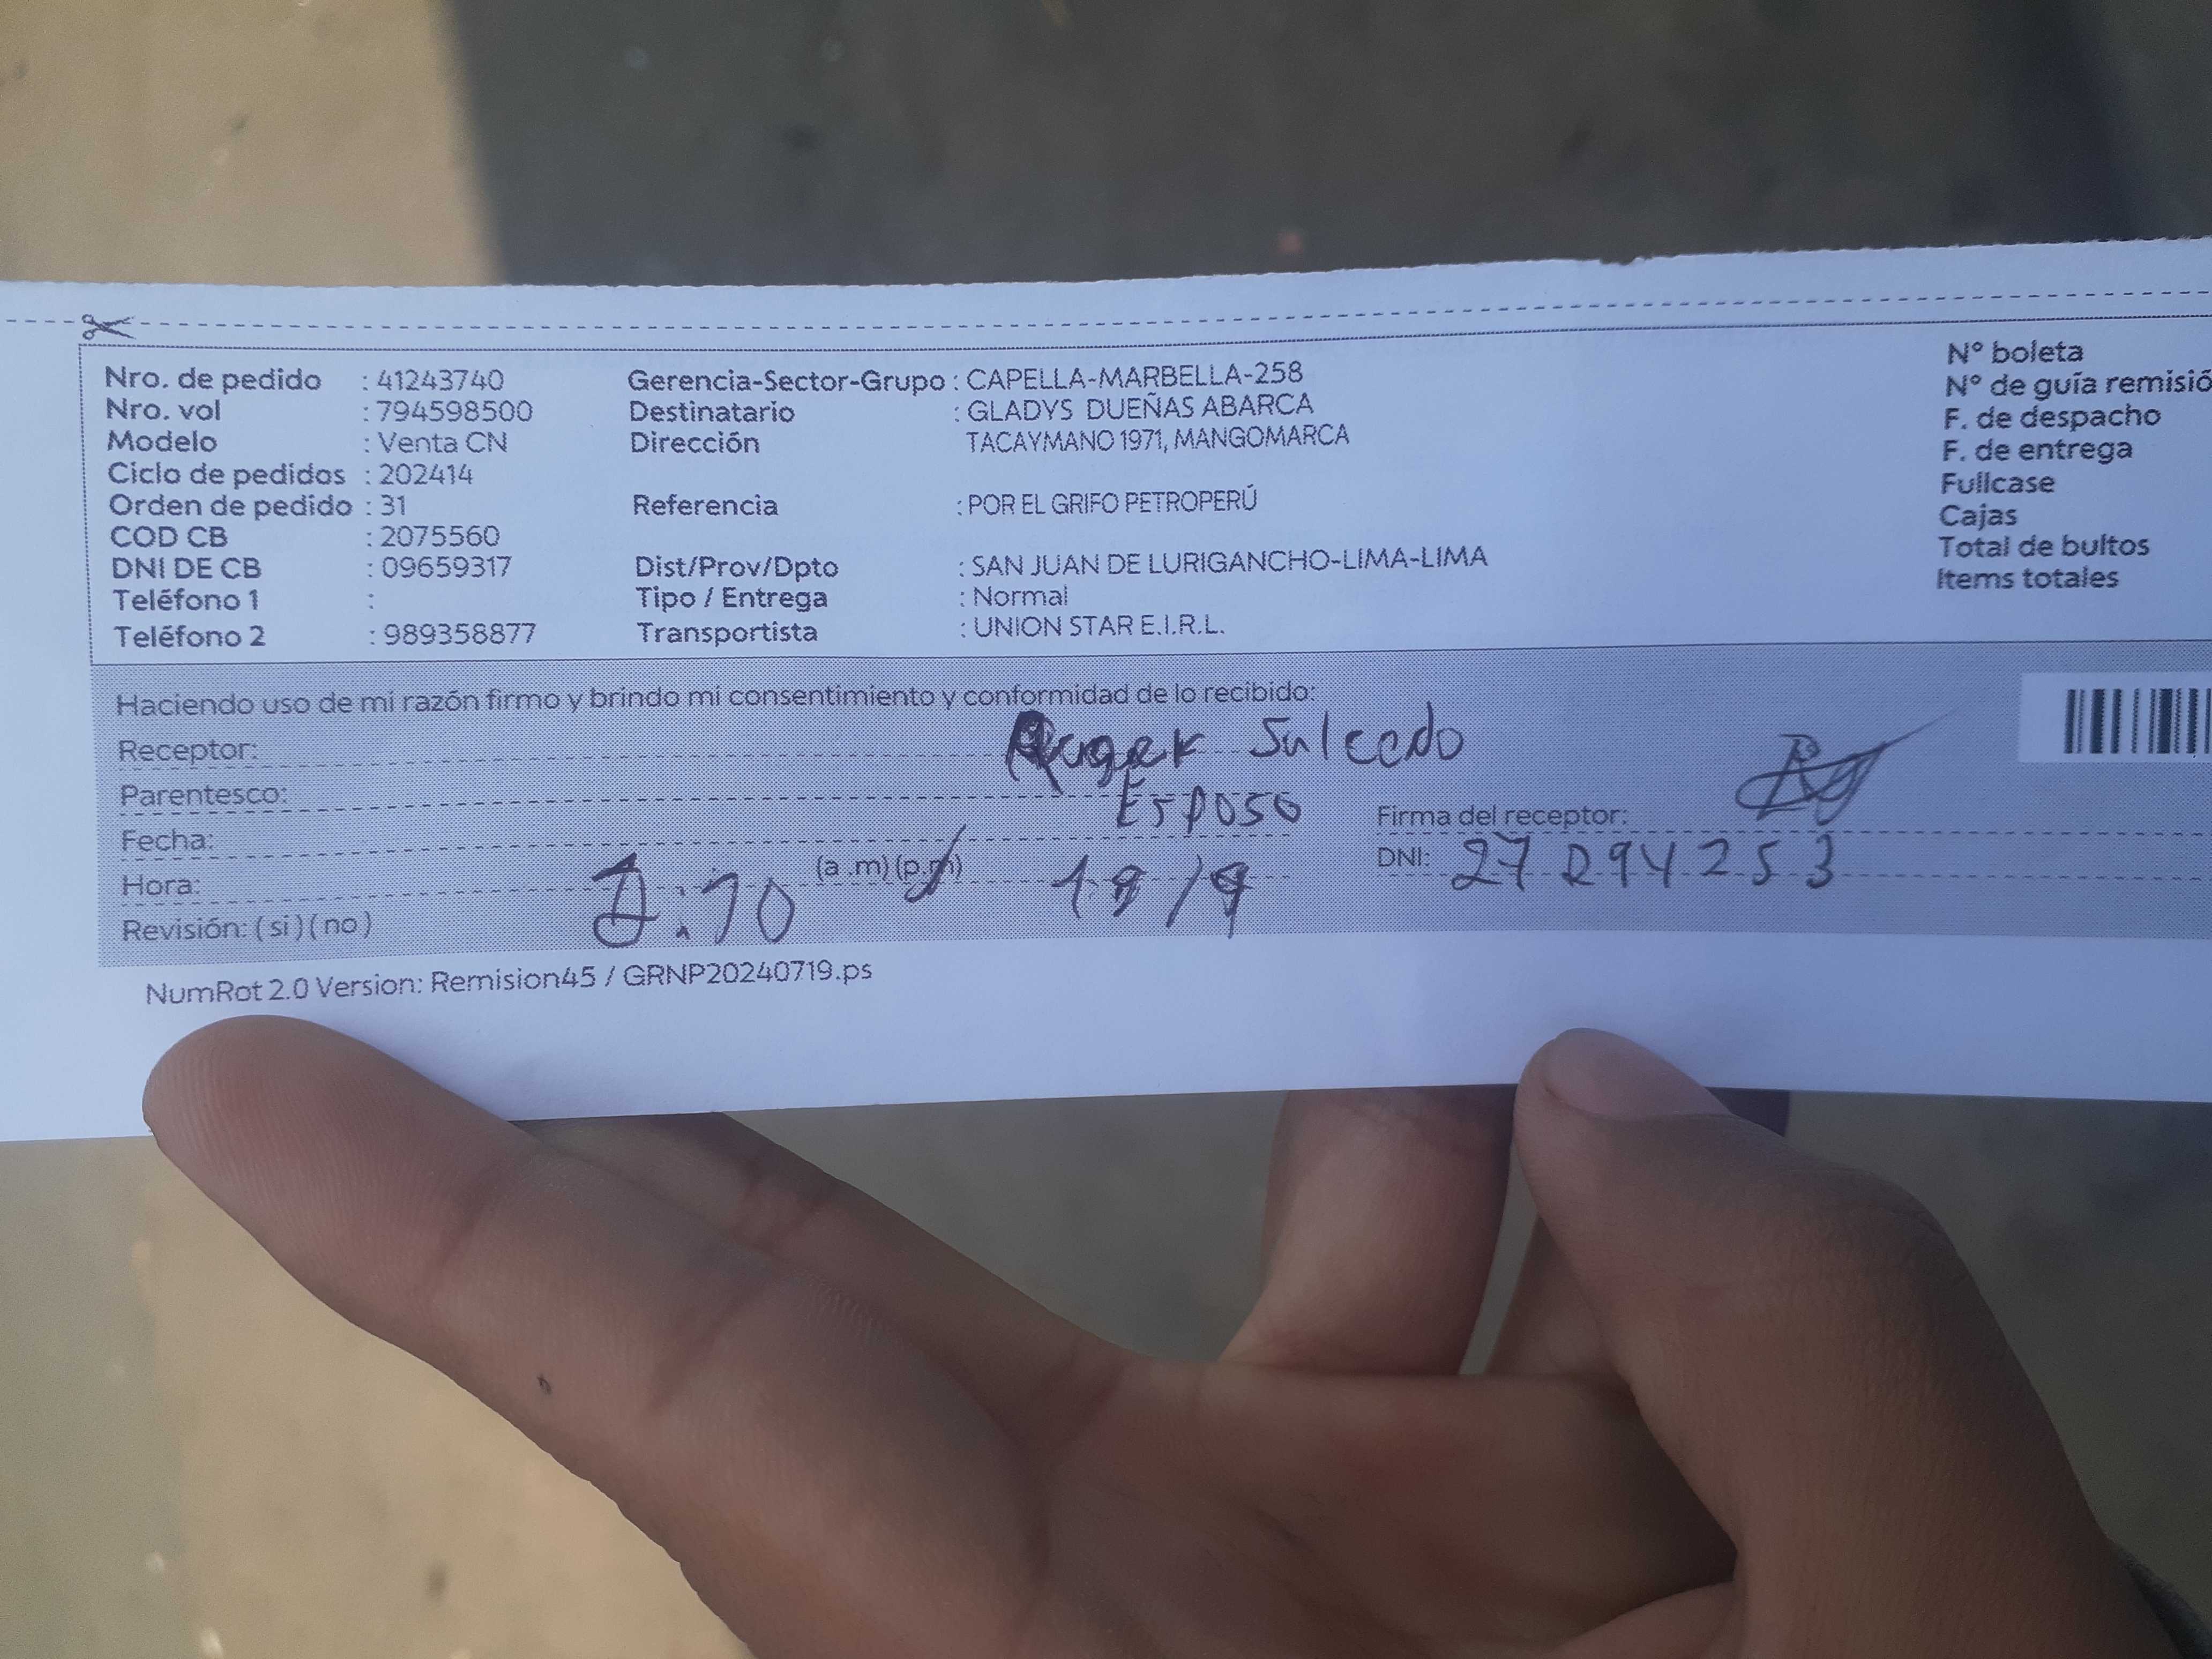 Nro. de pedido : 41243740
Nro. vol : 794598500
Modelo : Venta CN
Ciclo de pedidos : 202414
Orden de pedido : 31
COD CB : 2075560
DNI DE CB : 09659317
Teléfono 1 :
Teléfono 2 : 989358877
Gerencia-Sector-Grupo : CAPELLA-MARBELLA-258
Destinatario : GLADYS DUEÑAS ABARCA
Dirección TACAYMANO 1971, MANGOMARCA
Referencia : POR EL GRIFO PETROPERÚ
Dist/Prov/Dpto : SAN JUAN DE LURIGANCHO-LIMA-LIMA
Tipo / Entrega : Normal
Transportista : UNION STAR E.I.R.L.
N° boleta
N° de guía remisió
F. de despacho
F. de entrega
Fullcase
Cajas
Total de bultos
Items totales
Haciendo uso de mi razón firmo y brindo mi consentimiento y conformidad de lo recibido:
Receptor: Salcedo
Parentesco: Esposo
Fecha:
Hora: (a.m) (p.m)
Revisión: ( si ) ( no )
Firma del receptor:
DNI:
NumRot 2.0 Version: Remision45 / GRNP20240719.ps